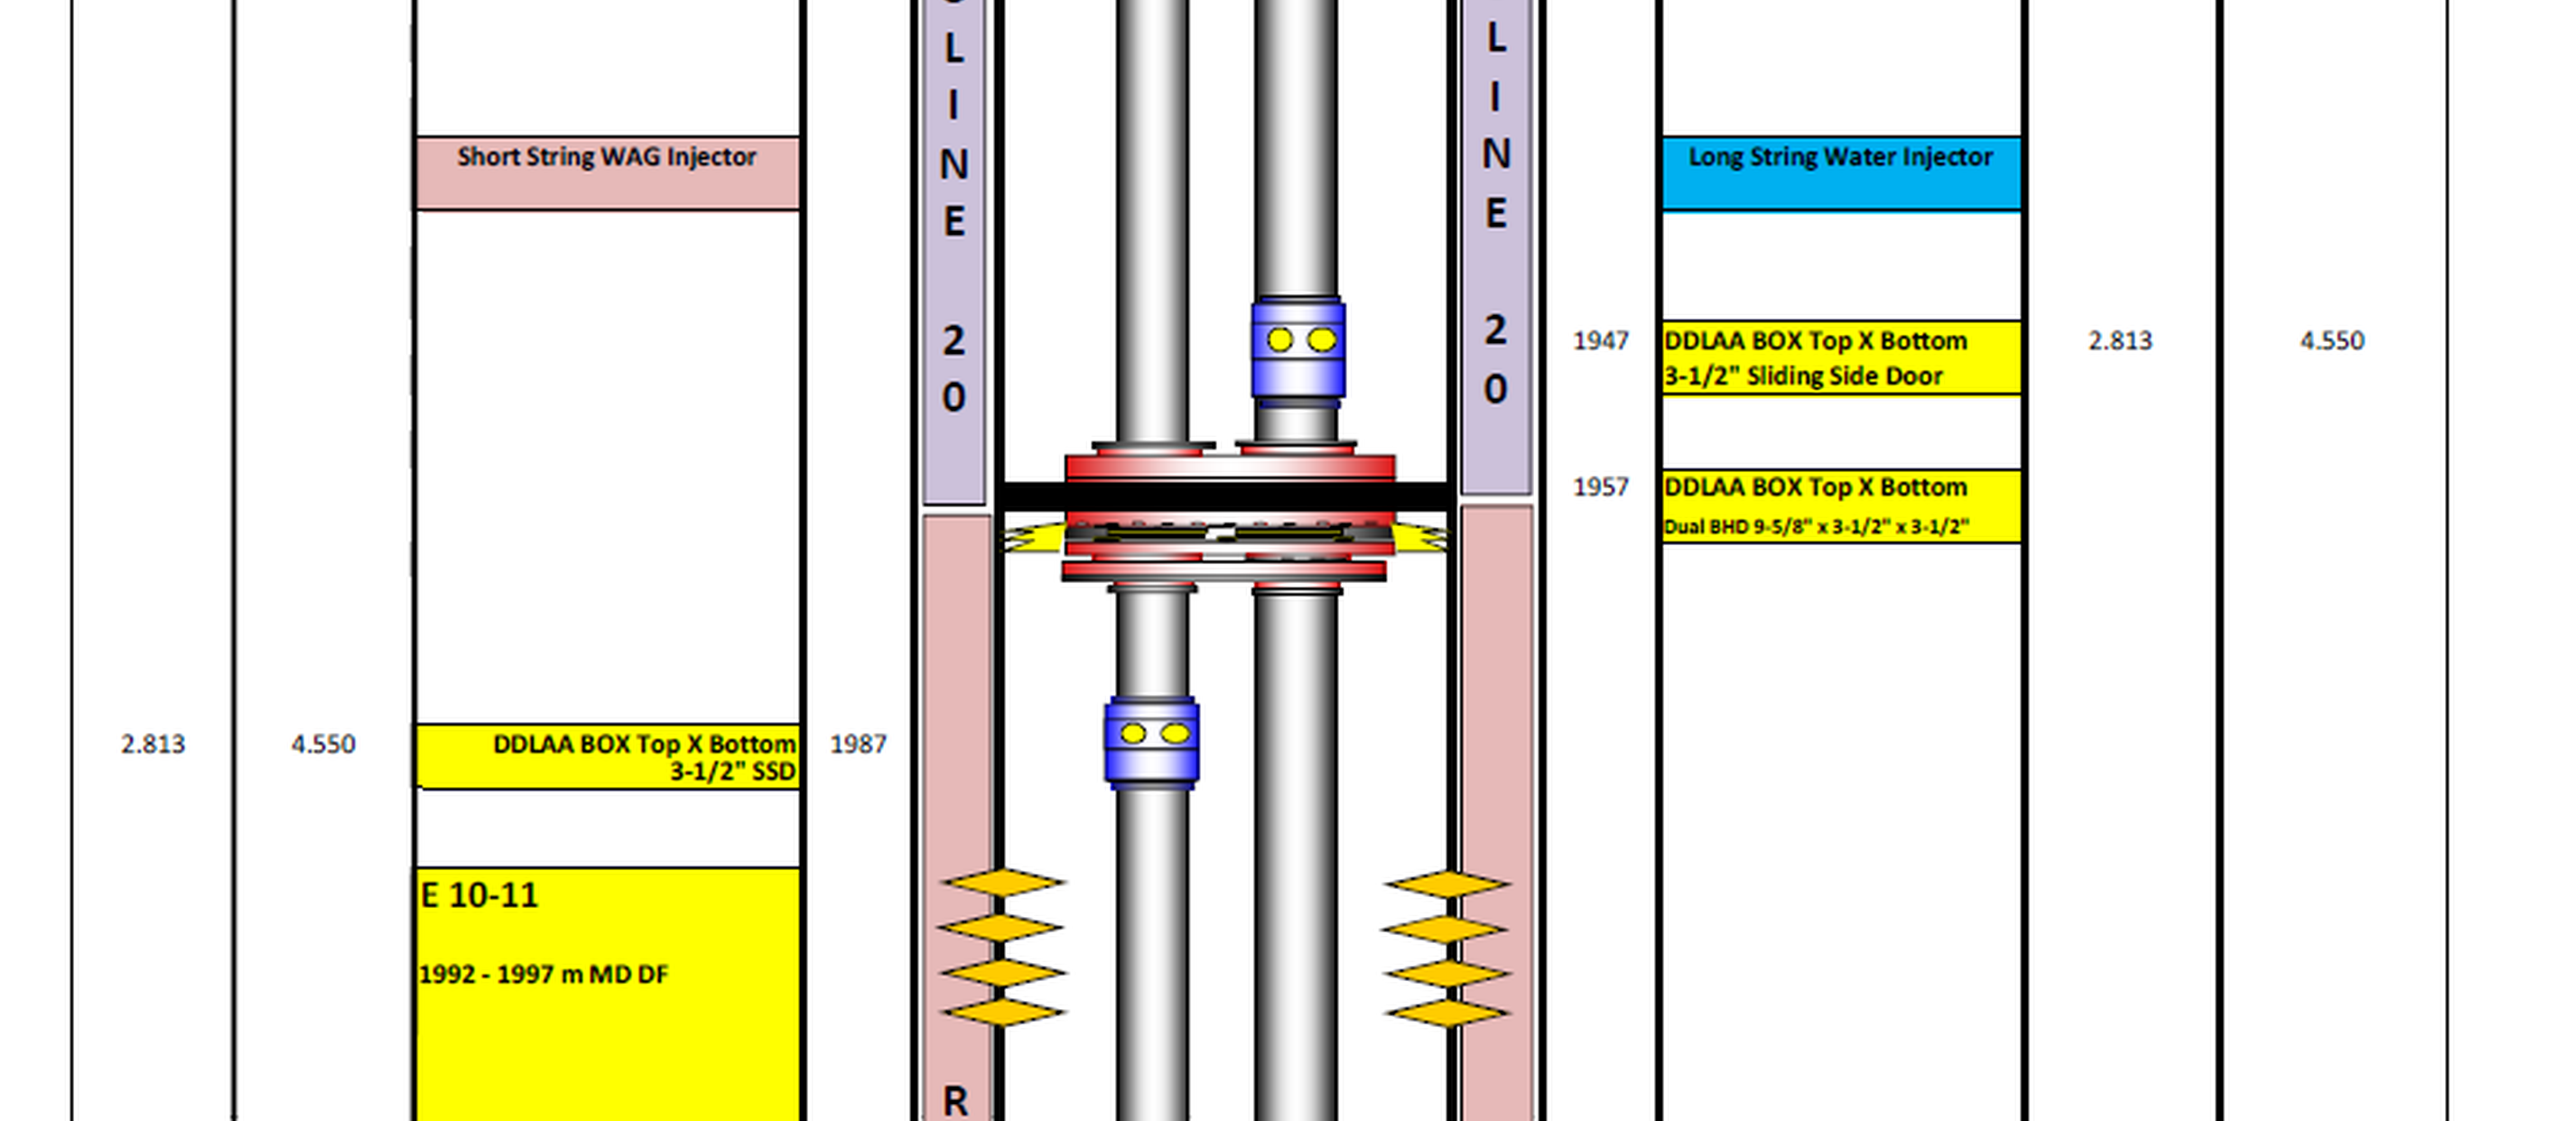 O
L
I
N
E
2
0
L
I
N
E
2
0
Short String WAG Injector
Long String Water Injector
1947
DDLAA BOX Top X Bottom
3-1/2" Sliding Side Door
2.813
4.550
1957
DDLAA BOX Top X Bottom
Dual BHD 9-5/8" x 3-1/2" x 3-1/2"
2.813
4.550
DDLAA BOX Top X Bottom
3-1/2" SSD
1987
E 10-11
1992 - 1997 m MD DF
R